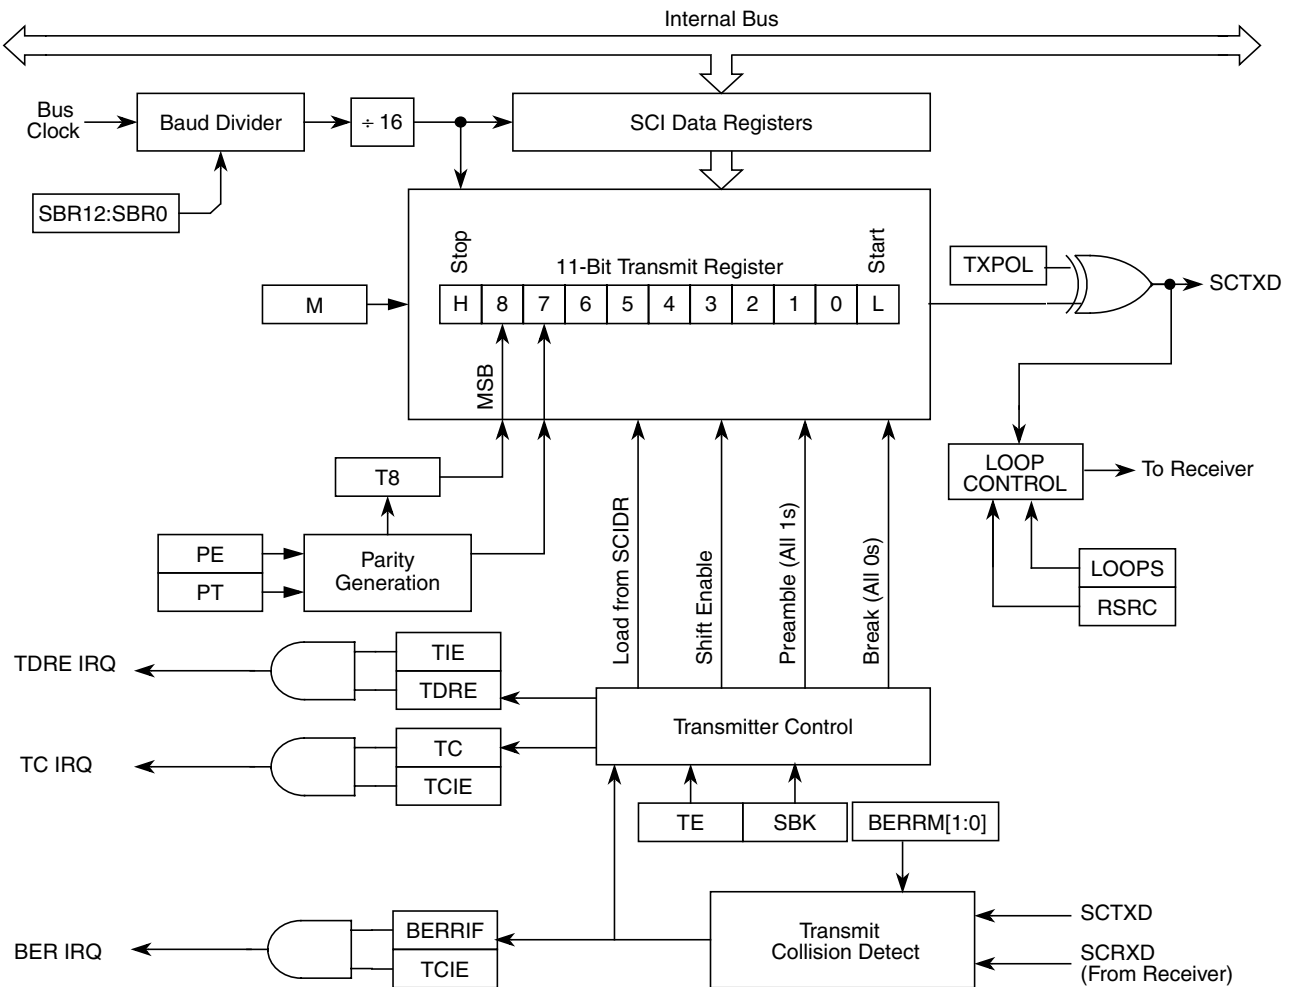 Internal Bus
Bus
Clock
Baud Divider
÷ 16
SCI Data Registers
SBR12:SBR0
Stop
11-Bit Transmit Register
Start
TXPOL
SCTXD
M
H 8 7 6 5 4 3 2 1 0 L
MSB
T8
LOOP
CONTROL
To Receiver
PE
PT
Parity
Generation
Load from SCIDR
Shift Enable
Preamble (All 1s)
Break (All 0s)
LOOPS
RSRC
TDRE IRQ
TIE
TDRE
Transmitter Control
TC IRQ
TC
TCIE
TE
SBK
BERRM[1:0]
BER IRQ
BERRIF
TCIE
Transmit
Collision Detect
SCTXD
SCRXD
(From Receiver)